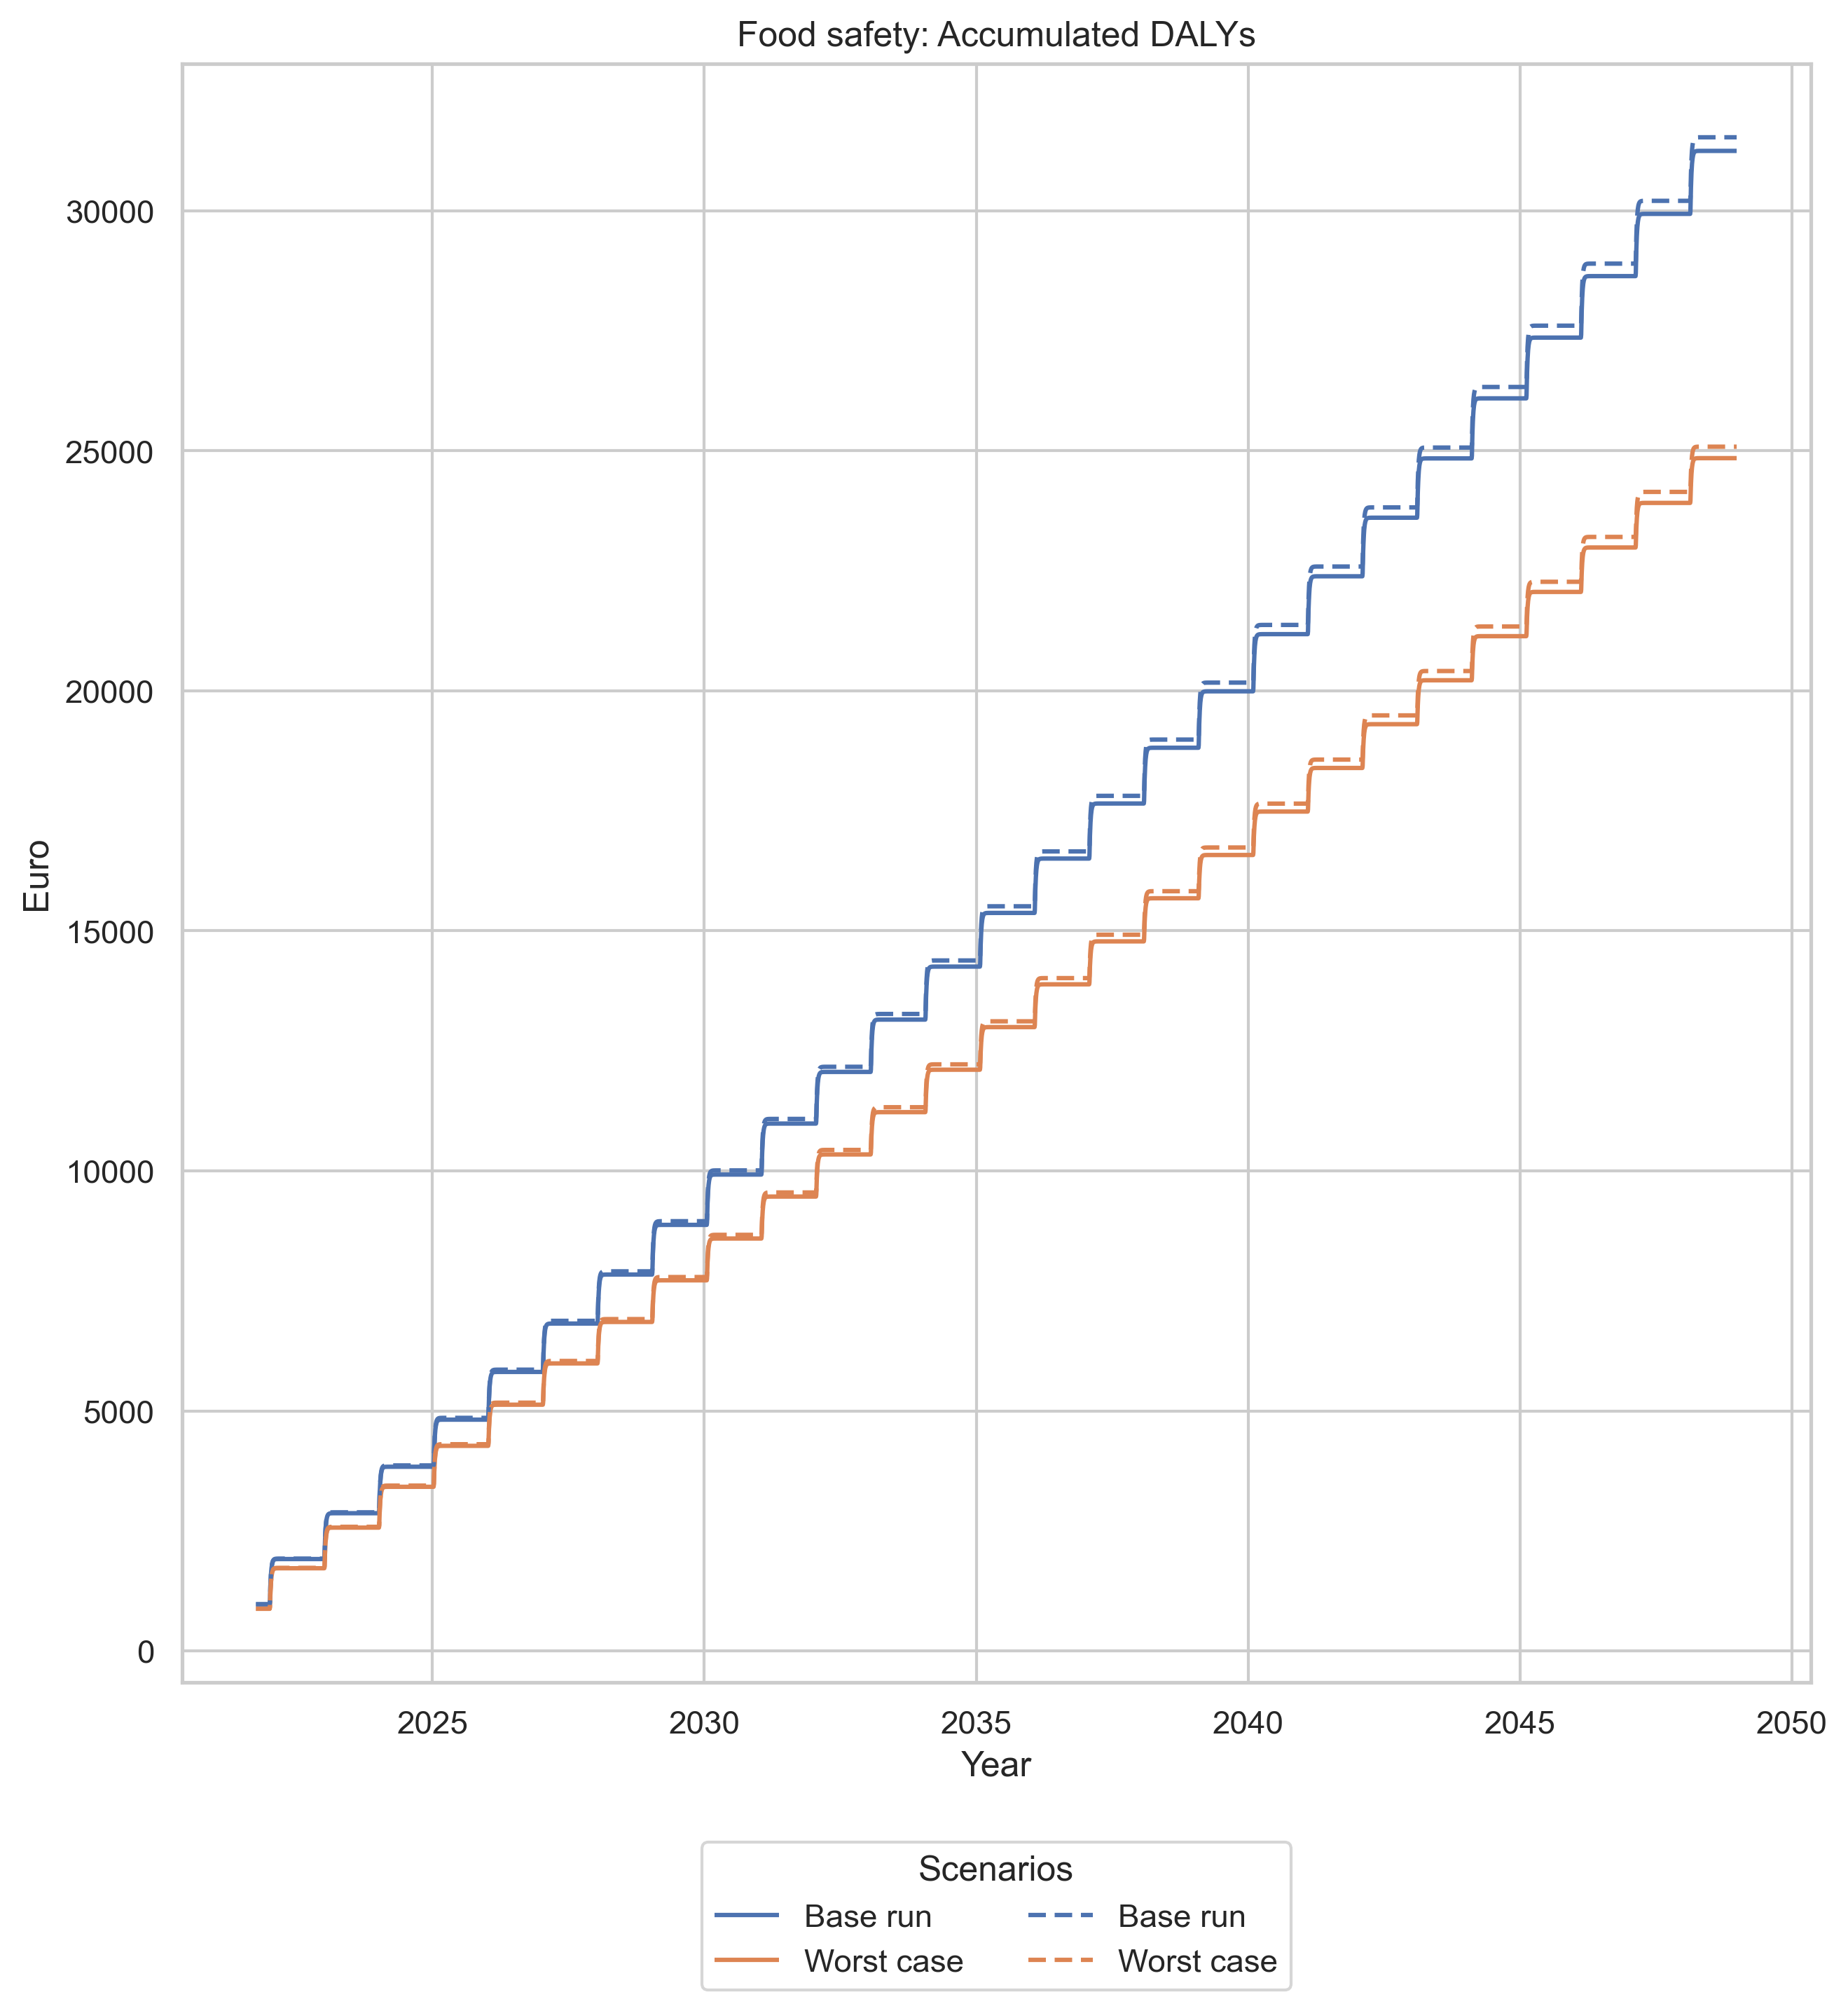 Food safety: Accumulated DALYs
30000
25000
20000
15000
10000
5000
0
Euro
2025 2030 2035 2040 2045 2050
Year
Scenarios
Base run Base run
Worst case Worst case